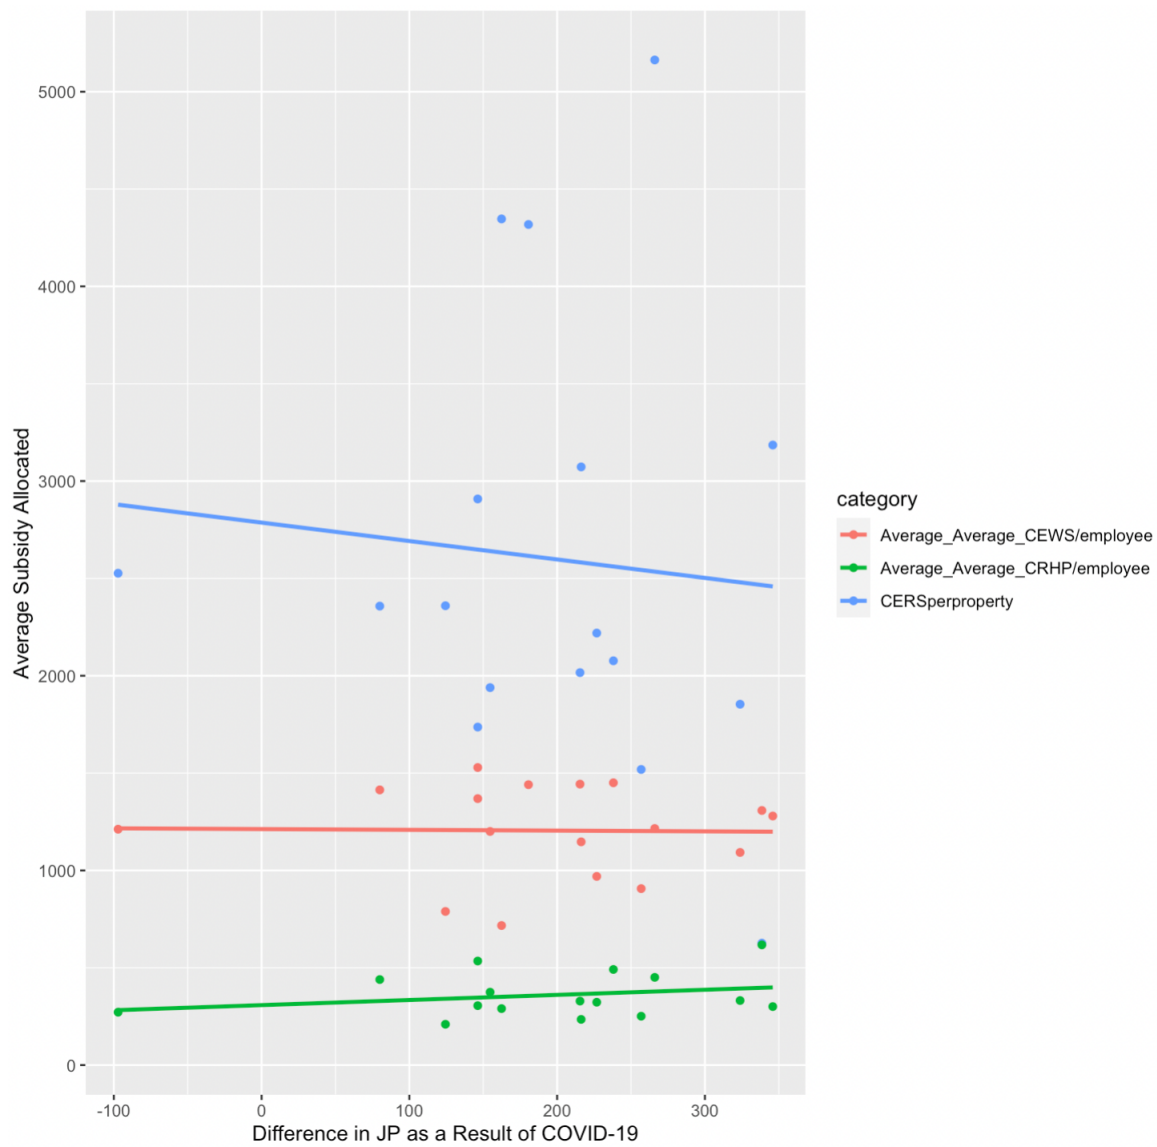 5000
4000
3000
2000
1000
0
Average Subsidy Allocated
-100 0 100 200 300
Difference in JP as a Result of COVID-19
category
Average_Average_CEWS/employee
Average_Average_CRHP/employee
CERSperproperty